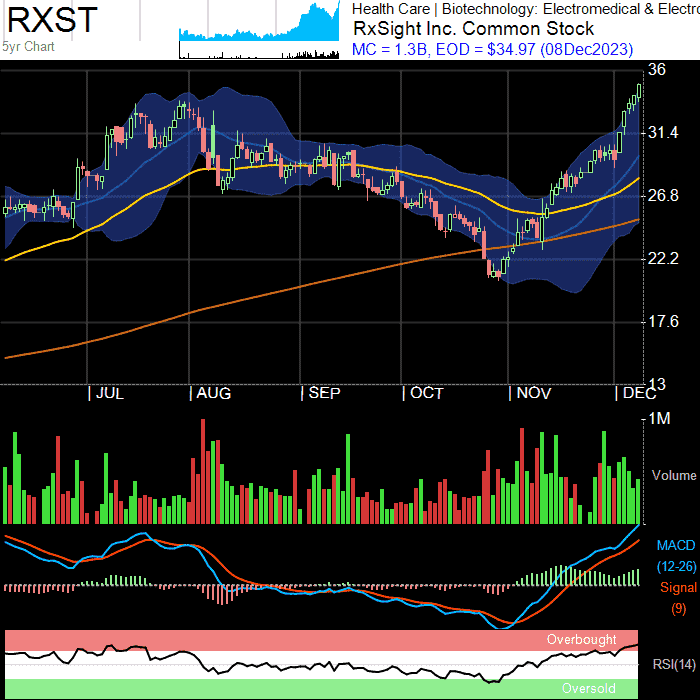 RXST
5yr Chart
Health Care | Biotechnology: Electromedical & Electro
RxSight Inc. Common Stock
MC = 1.3B, EOD = $34.97 (08Dec2023)
36
31.4
26.8
22.2
17.6
13
| JUL | AUG | SEP | OCT | NOV | DEC
1M
Volume
MACD
(12-26)
Signal
(9)
Overbought
RSI(14)
Oversold